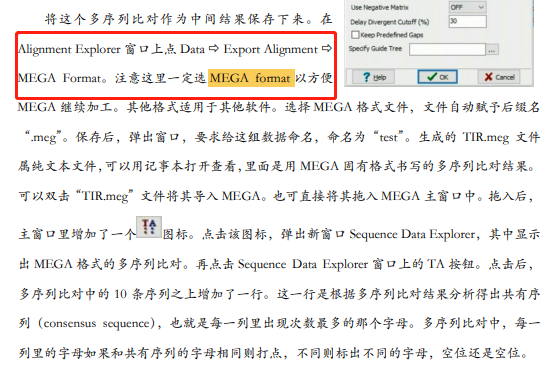 Use Negative Matrix OFF
Delay Divergent Cutoff (%) 30
Keep Predefined Gaps
Specify Guide Tree
? Help OK Cancel
将这个多序列比对作为中间结果保存下来。在
Alignment Explorer 窗口上点 Data ⇨ Export Alignment ⇨
MEGA Format。注意这里一定选 MEGA format 以方便
MEGA 继续加工。其他格式适用于其他软件。选择 MEGA 格式文件，文件自动赋予后缀名
“.meg”。保存后，弹出窗口，要求给这组数据命名，命名为“test”。生成的 TIR.meg 文件
属纯文本文件，可以用记事本打开查看，里面是用 MEGA 固有格式书写的多序列比对结果。
可以双击“TIR.meg”文件将其导入 MEGA。也可直接将其拖入 MEGA 主窗口中。拖入后，
主窗口里增加了一个 TA 图标。点击该图标，弹出新窗口 Sequence Data Explorer，其中显示
出 MEGA 格式的多序列比对。再点击 Sequence Data Explorer 窗口上的 TA 按钮。点击后，
多序列比对中的 10 条序列之上增加了一行。这一行是根据多序列比对结果分析得出共有序
列（consensus sequence），也就是每一列里出现次数最多的那个字母。多序列比对中，每一
列里的字母如果和共有序列的字母相同则打点，不同则标出不同的字母，空位还是空位。